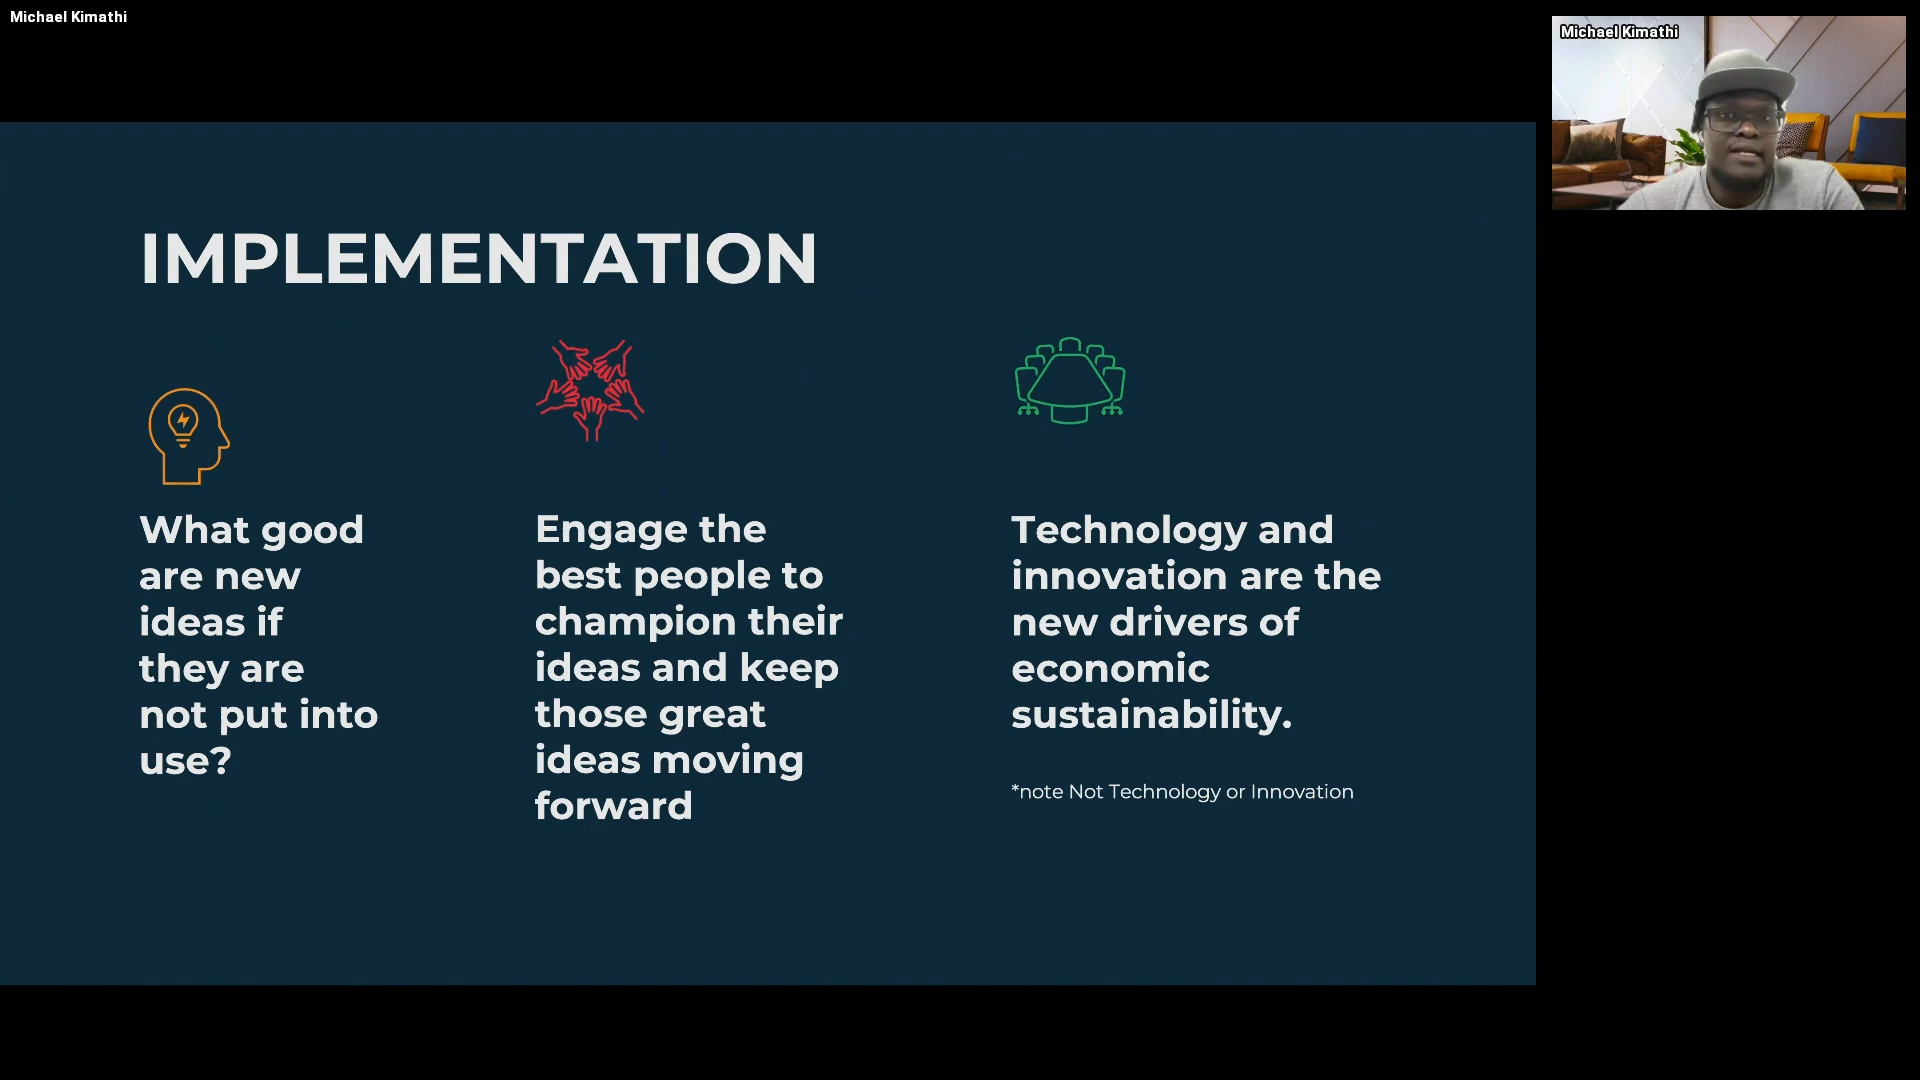 Michael Kimathi
Michael Kimathi
IMPLEMENTATION
What good
are new
ideas if
they are
not put into
use?
Engage the
best people to
champion their
ideas and keep
those great
ideas moving
forward
Technology and
innovation are the
new drivers of
economic
sustainability.
*note Not Technology or Innovation